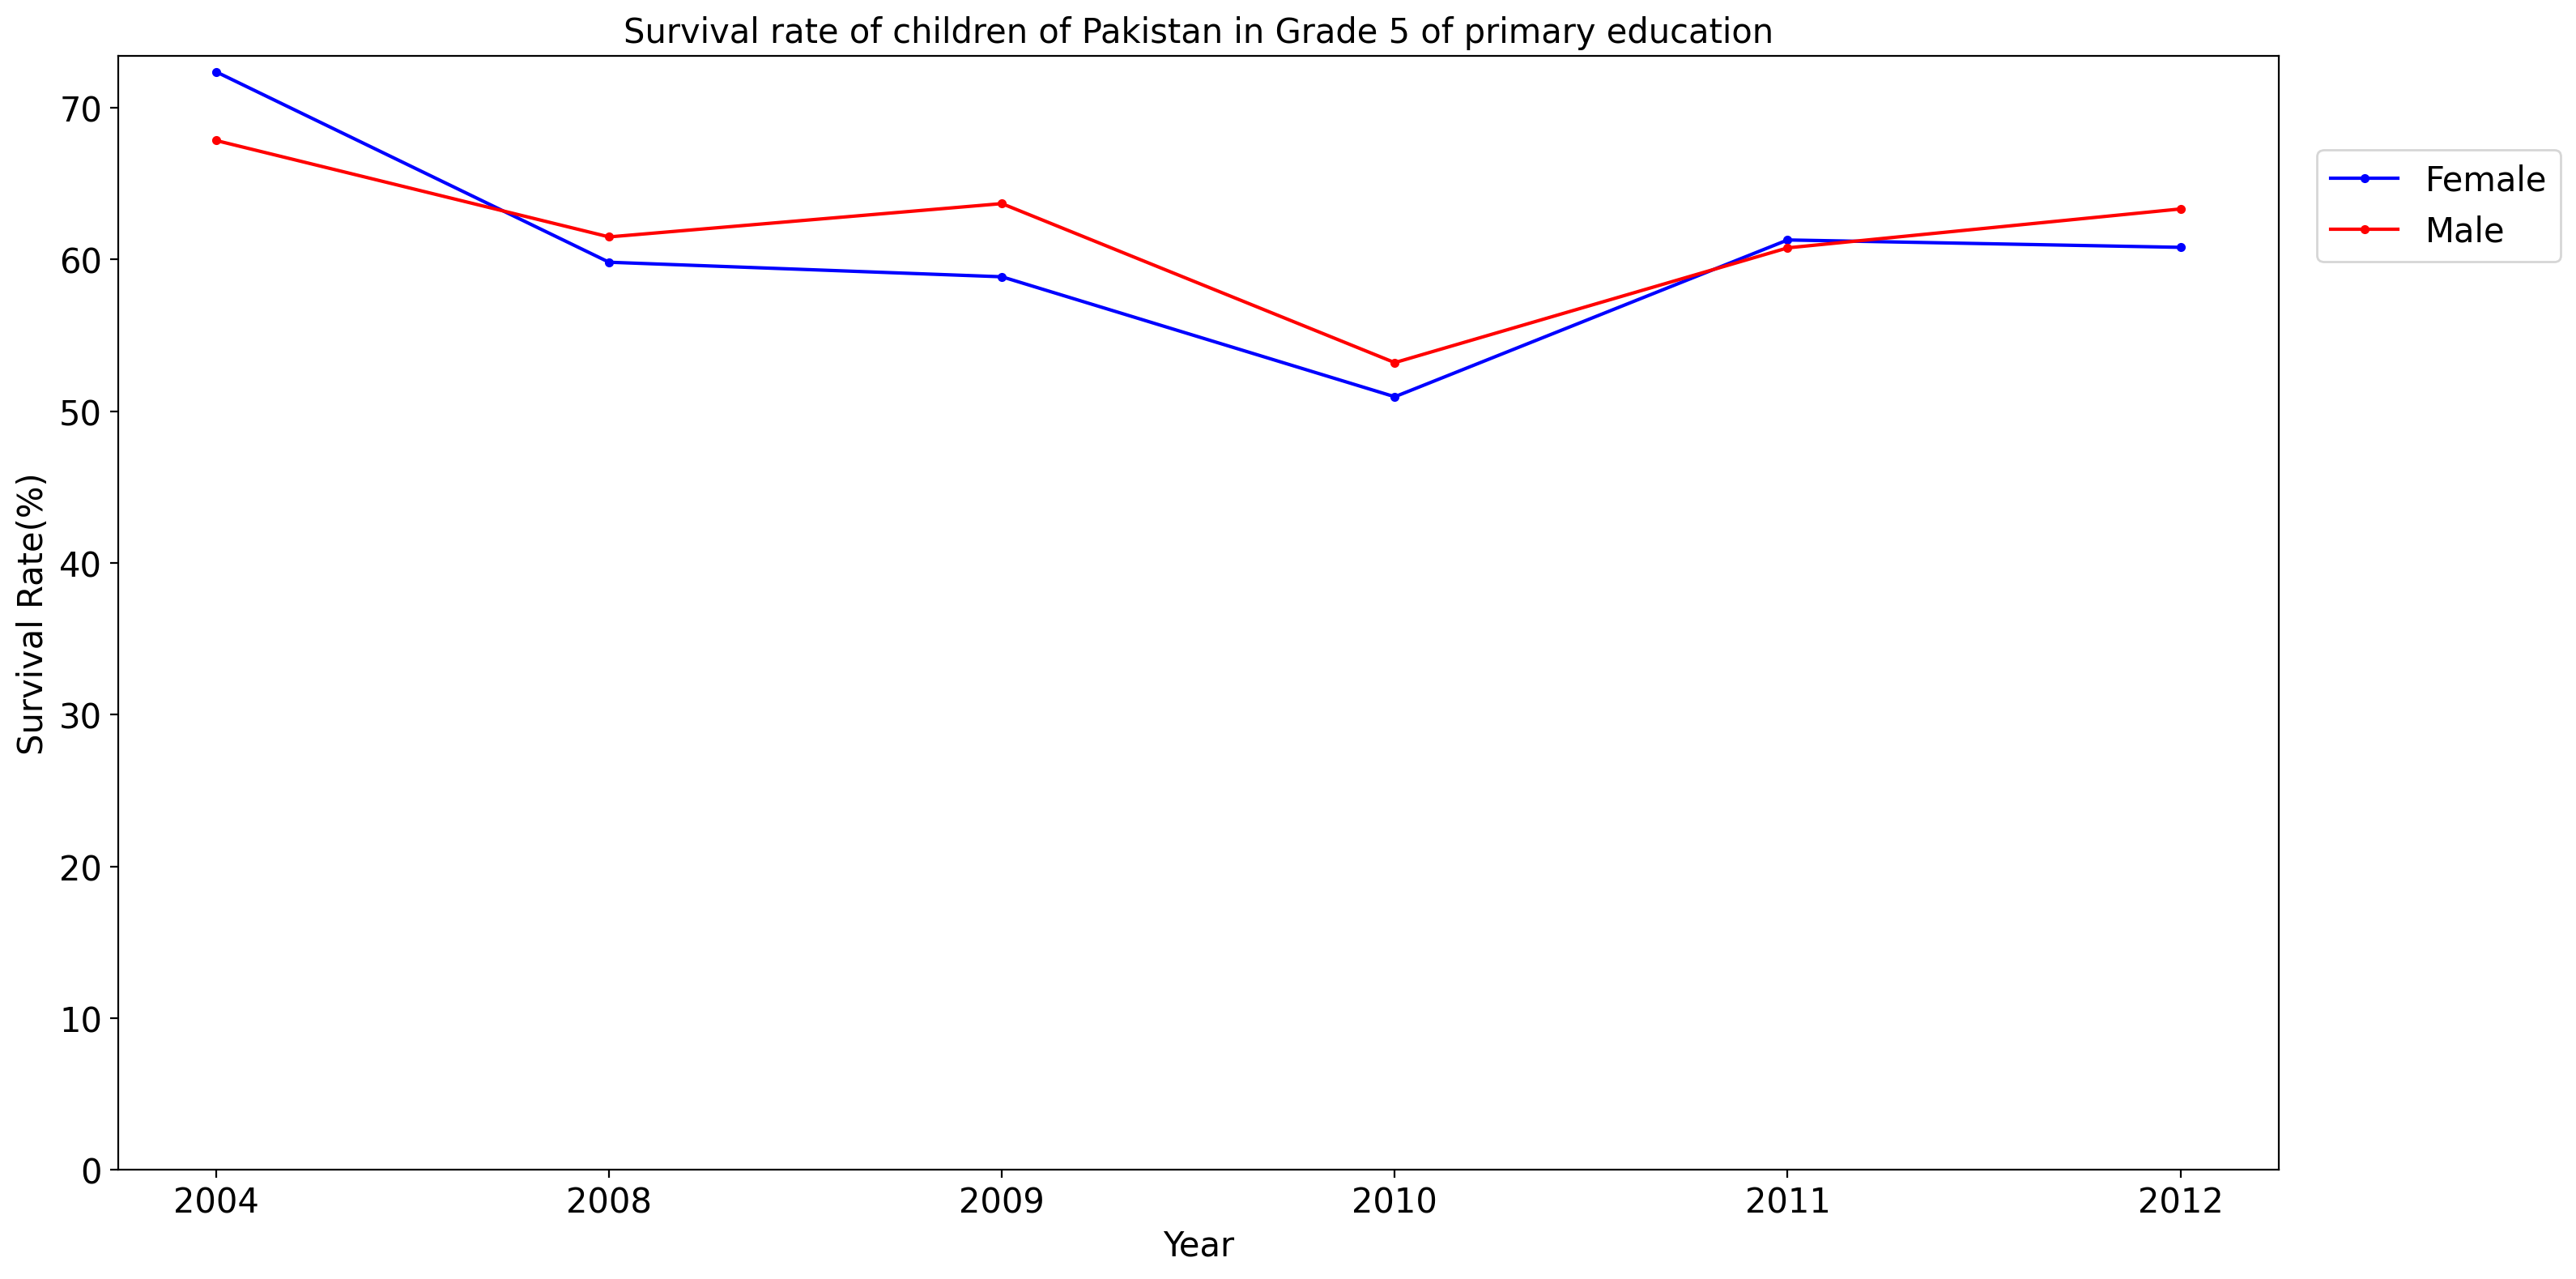 Survival rate of children of Pakistan in Grade 5 of primary education
70
60
50
40
30
20
10
0
Survival Rate(%)
2004 2008 2009 2010 2011 2012
Year
Female
Male